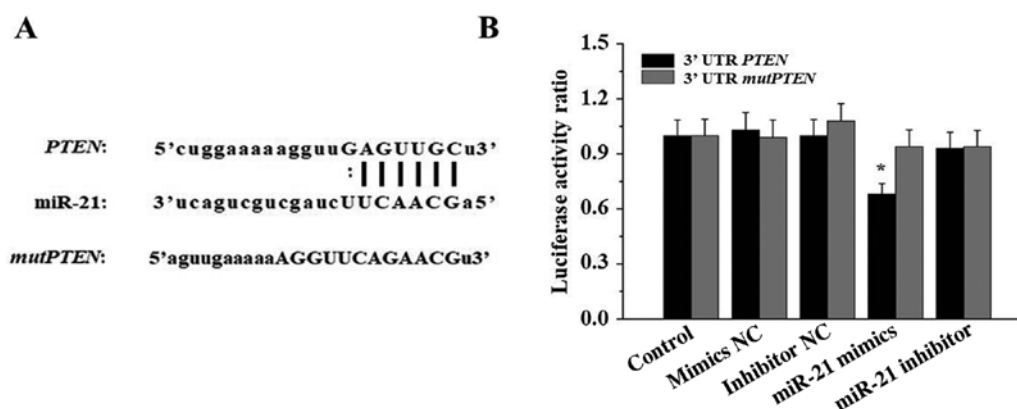 A
PTEN: 5'cuggaaaaagguuGAGUUGCu3'
:
miR-21: 3'ucagucgucgaucUUCAACGa5'
mutPTEN: 5'aguugaaaaaAGGUUCAGAACGu3'
B
3' UTR PTEN
3' UTR mutPTEN
Luciferase activity ratio
1.5
1.2
0.9
0.6
0.3
0.0
*
Control
Mimics NC
Inhibitor NC
miR-21 mimics
miR-21 inhibitor